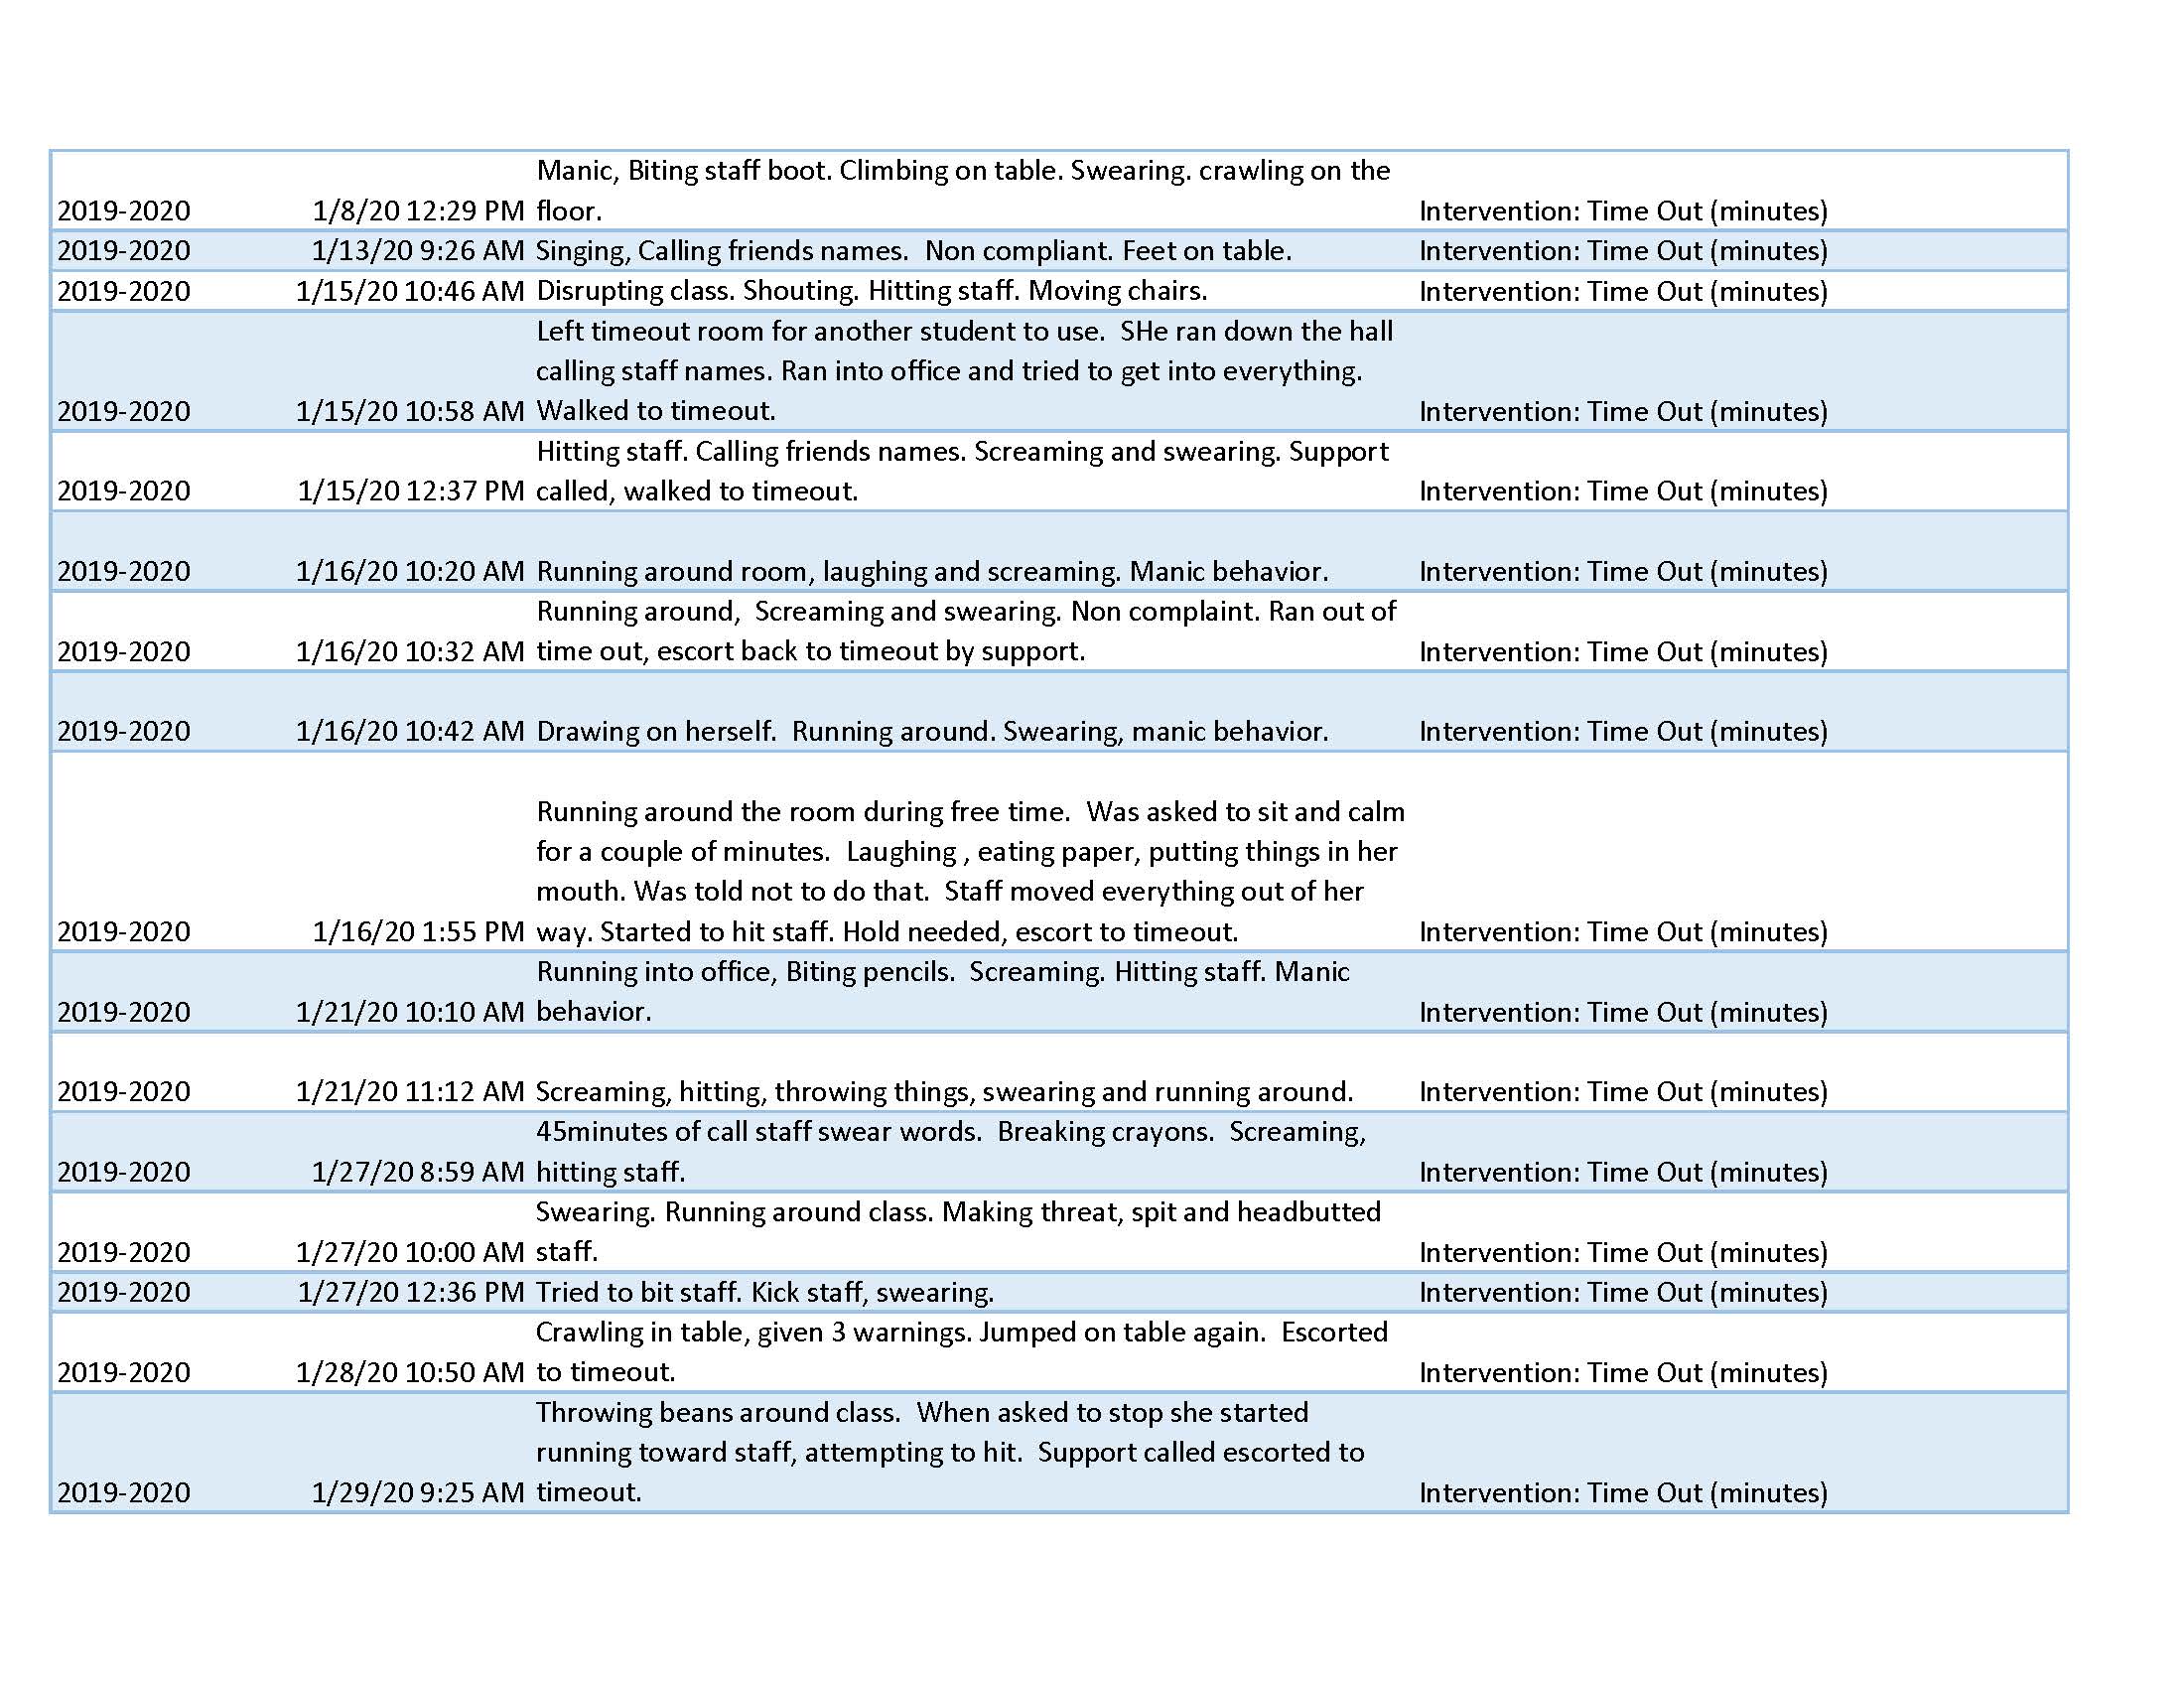 Manic, Biting staff boot. Climbing on table. Swearing. crawling on the
2019-2020 1/8/20 12:29 PM floor. Intervention: Time Out (minutes)
2019-2020 1/13/20 9:26 AM Singing, Calling friends names.  Non compliant. Feet on table. Intervention: Time Out (minutes)
2019-2020 1/15/20 10:46 AM Disrupting class. Shouting. Hitting staff. Moving chairs. Intervention: Time Out (minutes)
Left timeout room for another student to use.  SHe ran down the hall
calling staff names. Ran into office and tried to get into everything.
2019-2020 1/15/20 10:58 AM Walked to timeout. Intervention: Time Out (minutes)
Hitting staff. Calling friends names. Screaming and swearing. Support
2019-2020 1/15/20 12:37 PM called, walked to timeout. Intervention: Time Out (minutes)
2019-2020 1/16/20 10:20 AM Running around room, laughing and screaming. Manic behavior. Intervention: Time Out (minutes)
Running around,  Screaming and swearing. Non complaint. Ran out of
2019-2020 1/16/20 10:32 AM time out, escort back to timeout by support. Intervention: Time Out (minutes)
2019-2020 1/16/20 10:42 AM Drawing on herself.  Running around. Swearing, manic behavior. Intervention: Time Out (minutes)
Running around the room during free time.  Was asked to sit and calm
for a couple of minutes.  Laughing , eating paper, putting things in her
mouth. Was told not to do that.  Staff moved everything out of her
2019-2020 1/16/20 1:55 PM way. Started to hit staff. Hold needed, escort to timeout. Intervention: Time Out (minutes)
Running into office, Biting pencils.  Screaming. Hitting staff. Manic
2019-2020 1/21/20 10:10 AM behavior. Intervention: Time Out (minutes)
2019-2020 1/21/20 11:12 AM Screaming, hitting, throwing things, swearing and running around. Intervention: Time Out (minutes)
45minutes of call staff swear words.  Breaking crayons.  Screaming,
2019-2020 1/27/20 8:59 AM hitting staff. Intervention: Time Out (minutes)
Swearing. Running around class. Making threat, spit and headbutted
2019-2020 1/27/20 10:00 AM staff. Intervention: Time Out (minutes)
2019-2020 1/27/20 12:36 PM Tried to bit staff. Kick staff, swearing. Intervention: Time Out (minutes)
Crawling in table, given 3 warnings. Jumped on table again.  Escorted
2019-2020 1/28/20 10:50 AM to timeout. Intervention: Time Out (minutes)
Throwing beans around class.  When asked to stop she started
running toward staff, attempting to hit.  Support called escorted to
2019-2020 1/29/20 9:25 AM timeout. Intervention: Time Out (minutes)